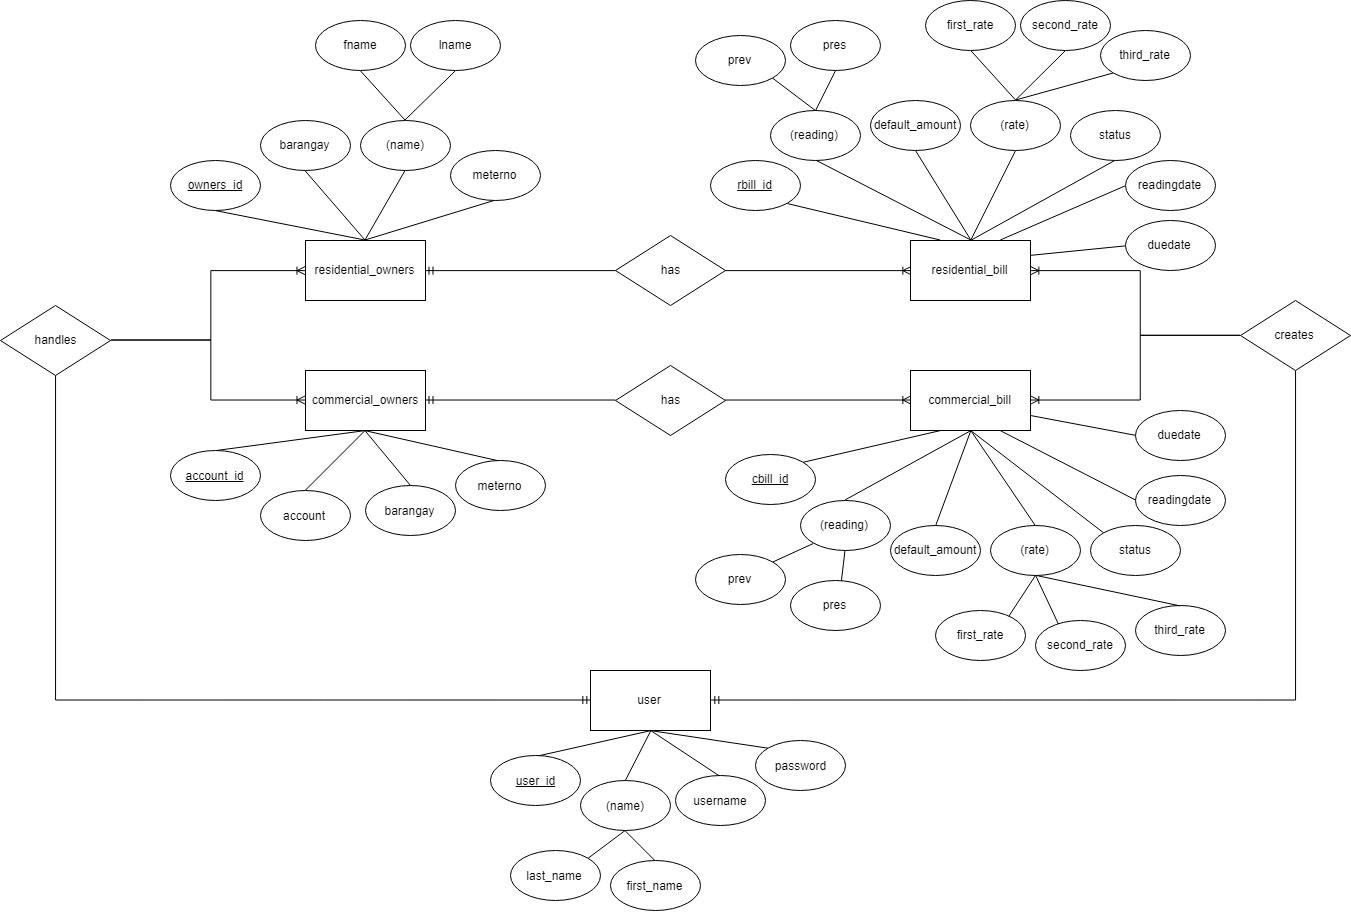 fname
lname
prev
pres
first_rate
second_rate
third_rate
barangay
(name)
meterno
owners_id
(reading)
default_amount
(rate)
status
rbill_id
readingdate
duedate
residential_owners
has
residential_bill
handles
creates
commercial_owners
has
commercial_bill
account_id
account
barangay
meterno
cbill_id
(reading)
default_amount
(rate)
status
readingdate
duedate
prev
pres
first_rate
second_rate
third_rate
user
user_id
(name)
username
password
last_name
first_name